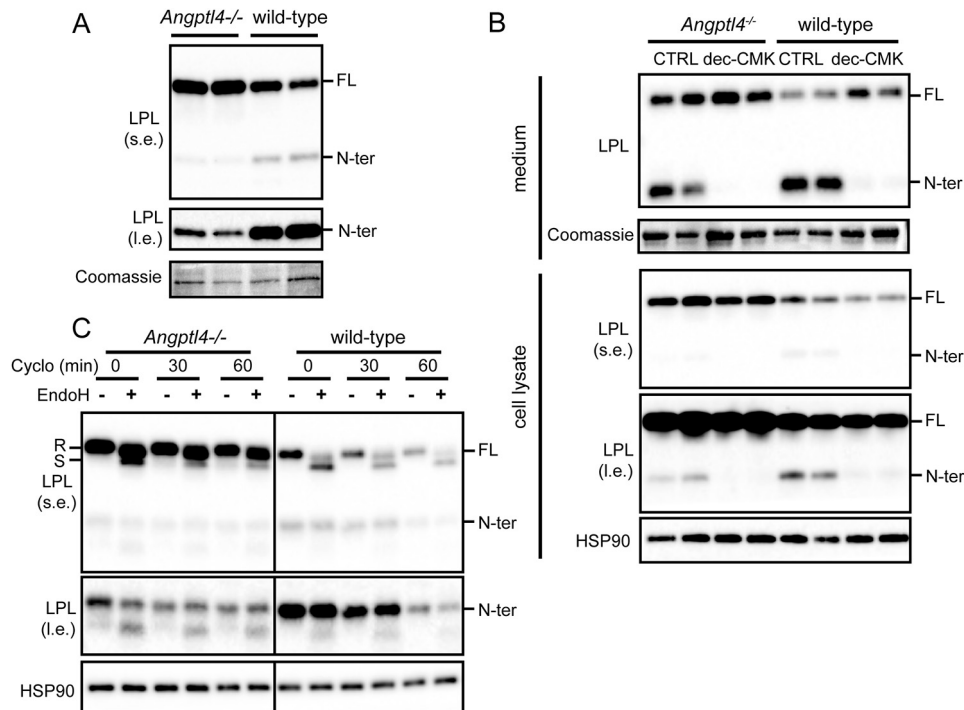 A
Angptl4-/- wild-type
LPL
(s.e.)
FL
N-ter
LPL
(l.e.)
N-ter
Coomassie
B
Angptl4-/- wild-type
CTRL dec-CMK CTRL dec-CMK
medium
LPL
FL
N-ter
Coomassie
cell lysate
LPL
(s.e.)
FL
N-ter
LPL
(l.e.)
FL
N-ter
HSP90
C
Angptl4-/- wild-type
Cyclo (min) 0 30 60 0 30 60
EndoH - + - + - + - + - + - +
R
S
LPL
(s.e.)
FL
N-ter
LPL
(l.e.)
N-ter
HSP90